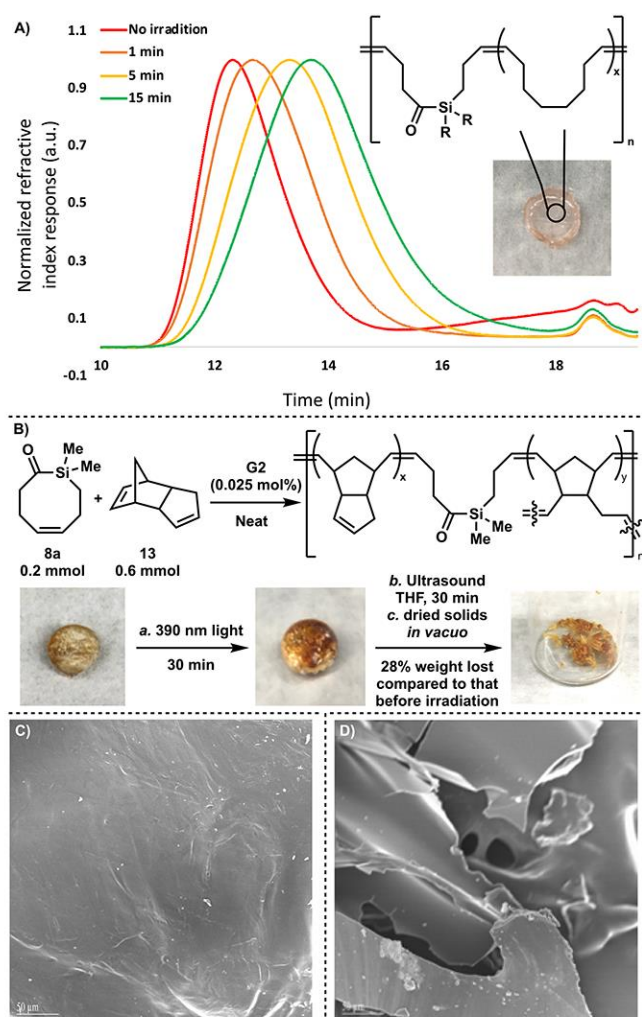 A)
No irradition
1 min
5 min
15 min
1.1
0.9
0.7
0.5
0.3
0.1
-0.1
Normalized refractive
index response (a.u.)
10
12
14
16
18
Time (min)
x
O
Si
R
R
n
B)
O
Me
Si
Me
+
8a
0.2 mmol
13
0.6 mmol
G2
(0.025 mol%)
Neat
x
O
Si
Me
Me
y
n
a. 390 nm light
30 min
b. Ultrasound
THF, 30 min
c. dried solids
in vacuo
28% weight lost
compared to that
before irradiation
C)
50 μm
D)
50 μm